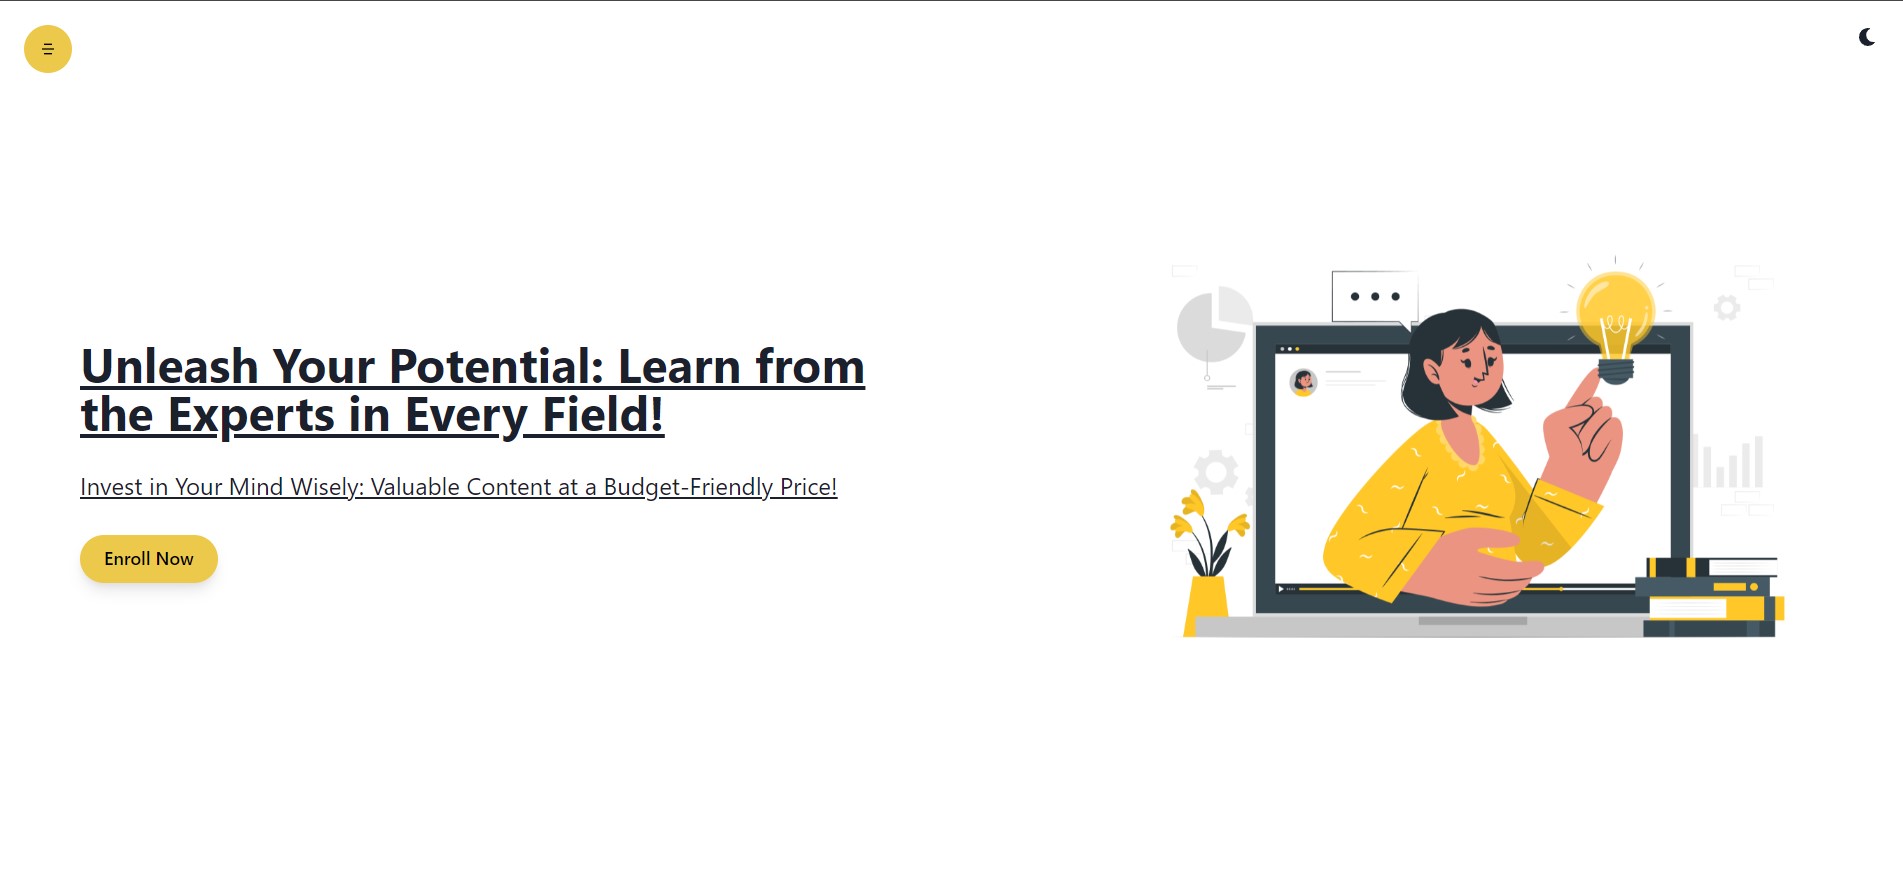 Unleash Your Potential: Learn from
the Experts in Every Field!
Invest in Your Mind Wisely: Valuable Content at a Budget-Friendly Price!
Enroll Now